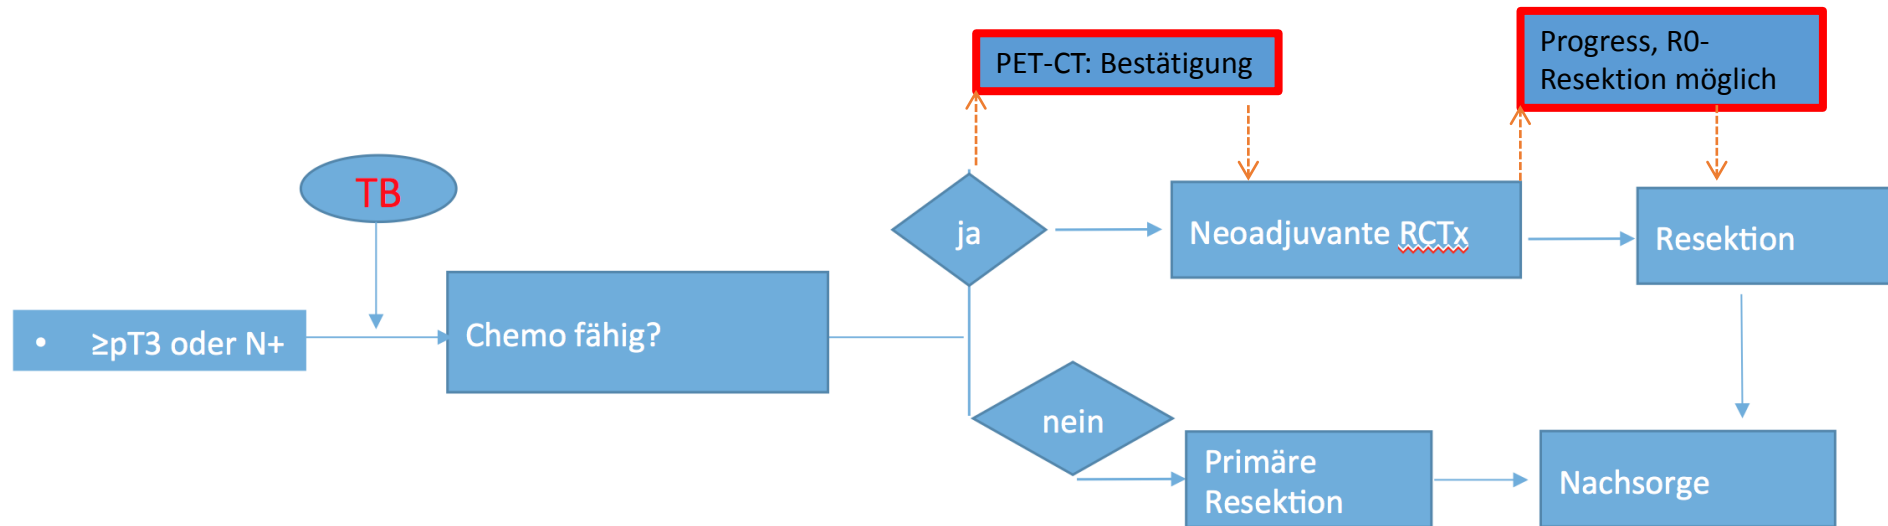 PET-CT: Bestätigung
Progress, R0-
Resektion möglich
TB
ja
Neoadjuvante RCTx
Resektion
• ≥pT3 oder N+
Chemo fähig?
nein
Primäre
Resektion
Nachsorge